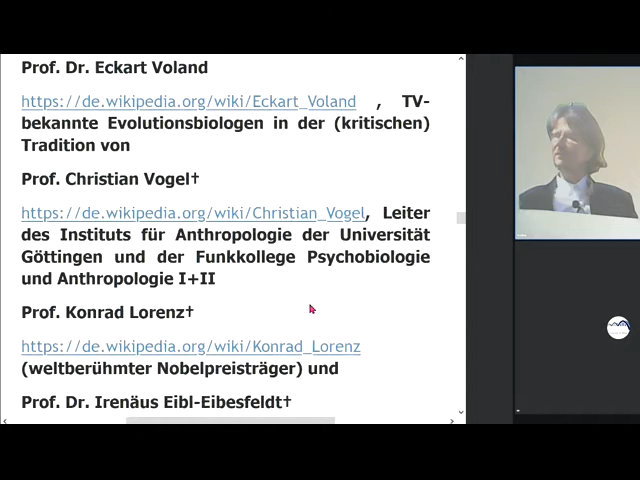 Prof. Dr. Eckart Voland
https://de.wikipedia.org/wiki/Eckart_Voland , TV-
bekannte Evolutionsbiologen in der (kritischen)
Tradition von
Prof. Christian Vogel†
https://de.wikipedia.org/wiki/Christian_Vogel, Leiter
des Instituts für Anthropologie der Universität
Göttingen und der Funkkollege Psychobiologie
und Anthropologie I+II
Prof. Konrad Lorenz†
https://de.wikipedia.org/wiki/Konrad_Lorenz
(weltberühmter Nobelpreisträger) und
Prof. Dr. Irenäus Eibl-Eibesfeldt†